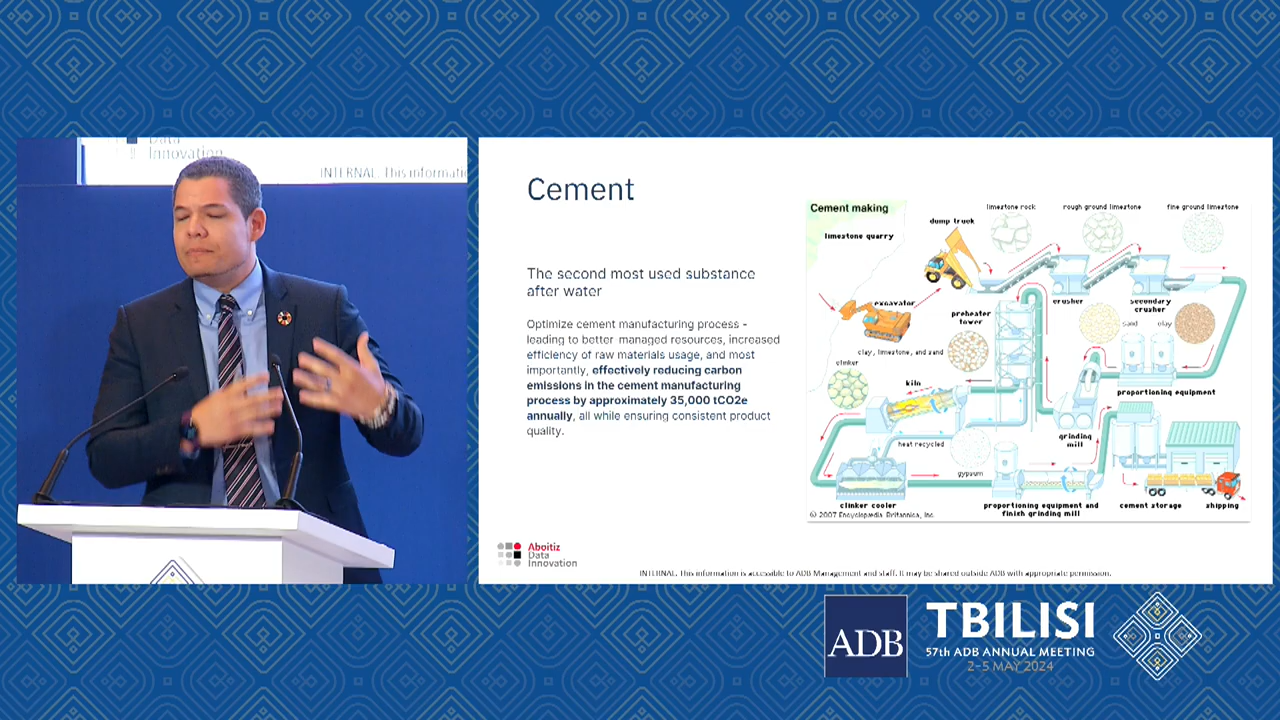 Data
Innovation
INTERNAL. This informati
Cement
The second most used substance
after water
Optimize cement manufacturing process -
leading to better managed resources, increased
efficiency of raw materials usage, and most
importantly, effectively reducing carbon
emissions in the cement manufacturing
process by approximately 35,000 tCO2e
annually, all while ensuring consistent product
quality.
Cement making
limestone quarry
dump truck
limestone rock
rough ground limestone
fine ground limestone
excavator
preheater
tower
crusher
secondary
crusher
sand
clay
clay, limestone, and sand
clinker
kiln
proportioning equipment
grinding
mill
heat recycled
gypsum
clinker cooler
proportioning equipment and
finish grinding mill
cement storage
shipping
© 2007 Encyclopædia Britannica, Inc.
Aboitiz
Data
Innovation
INTERNAL. This information is accessible to ADB Management and staff. It may be shared outside ADB with appropriate permission.
ADB
TBILISI
57th ADB ANNUAL MEETING
2-5 MAY 2024